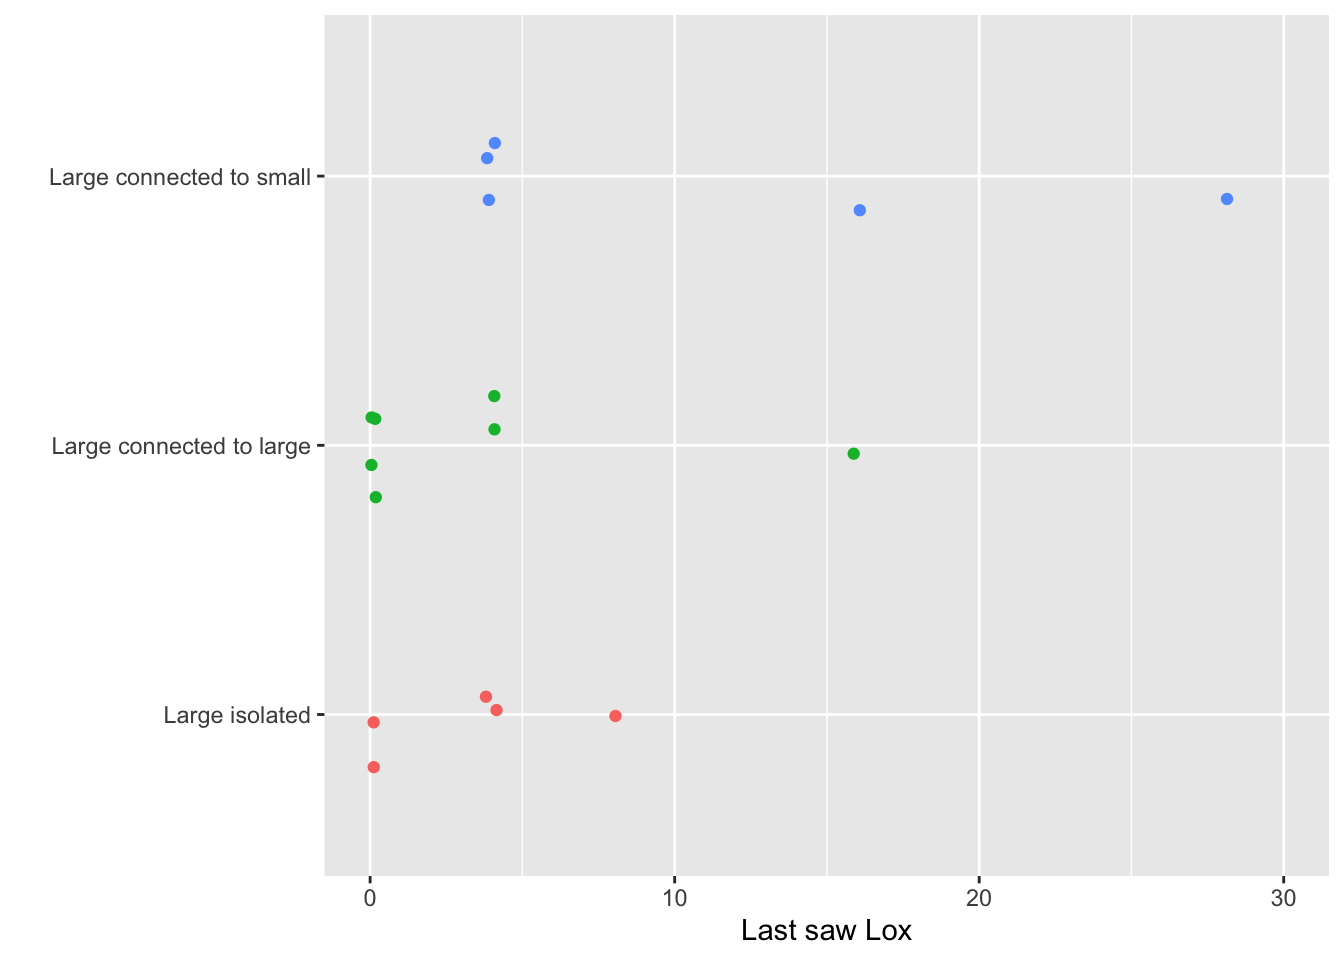 Large connected to small
Large connected to large
Large isolated
0 10 20 30
Last saw Lox